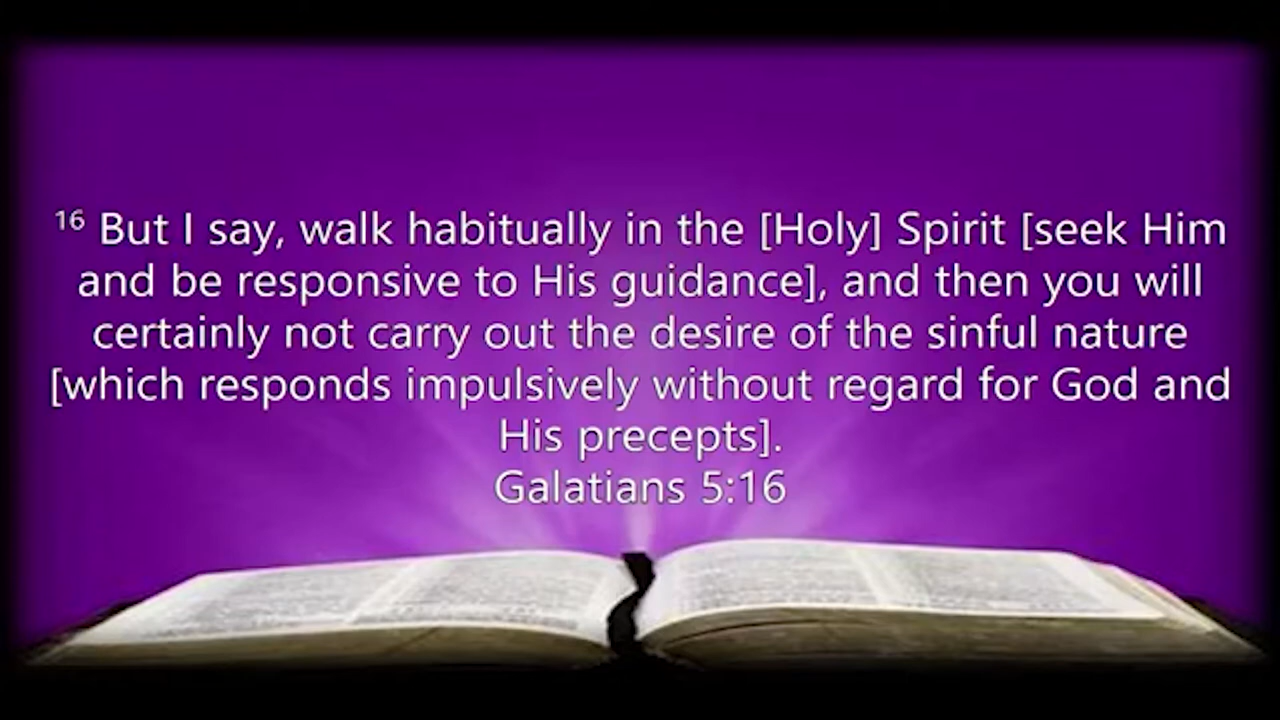 16 But I say, walk habitually in the [Holy] Spirit [seek Him
and be responsive to His guidance], and then you will
certainly not carry out the desire of the sinful nature
[which responds impulsively without regard for God and
His precepts].
Galatians 5:16